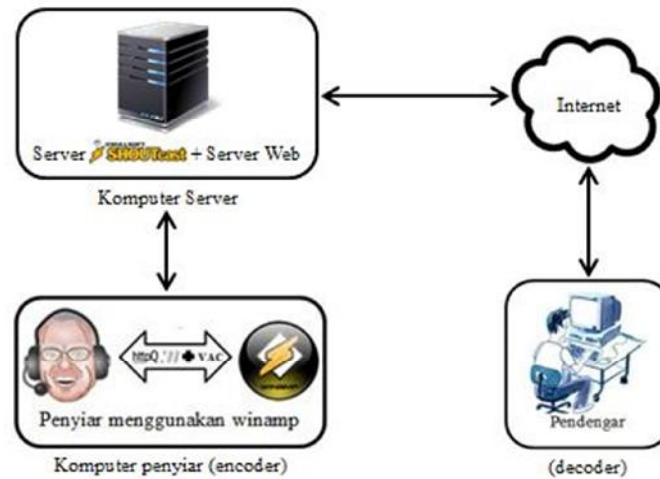 Server SHOUTcast + Server Web
Internet
Komputer Server
httpQ :// VAC
Penyiar menggunakan winamp
Pendengar
Komputer penyiar (encoder)
(decoder)